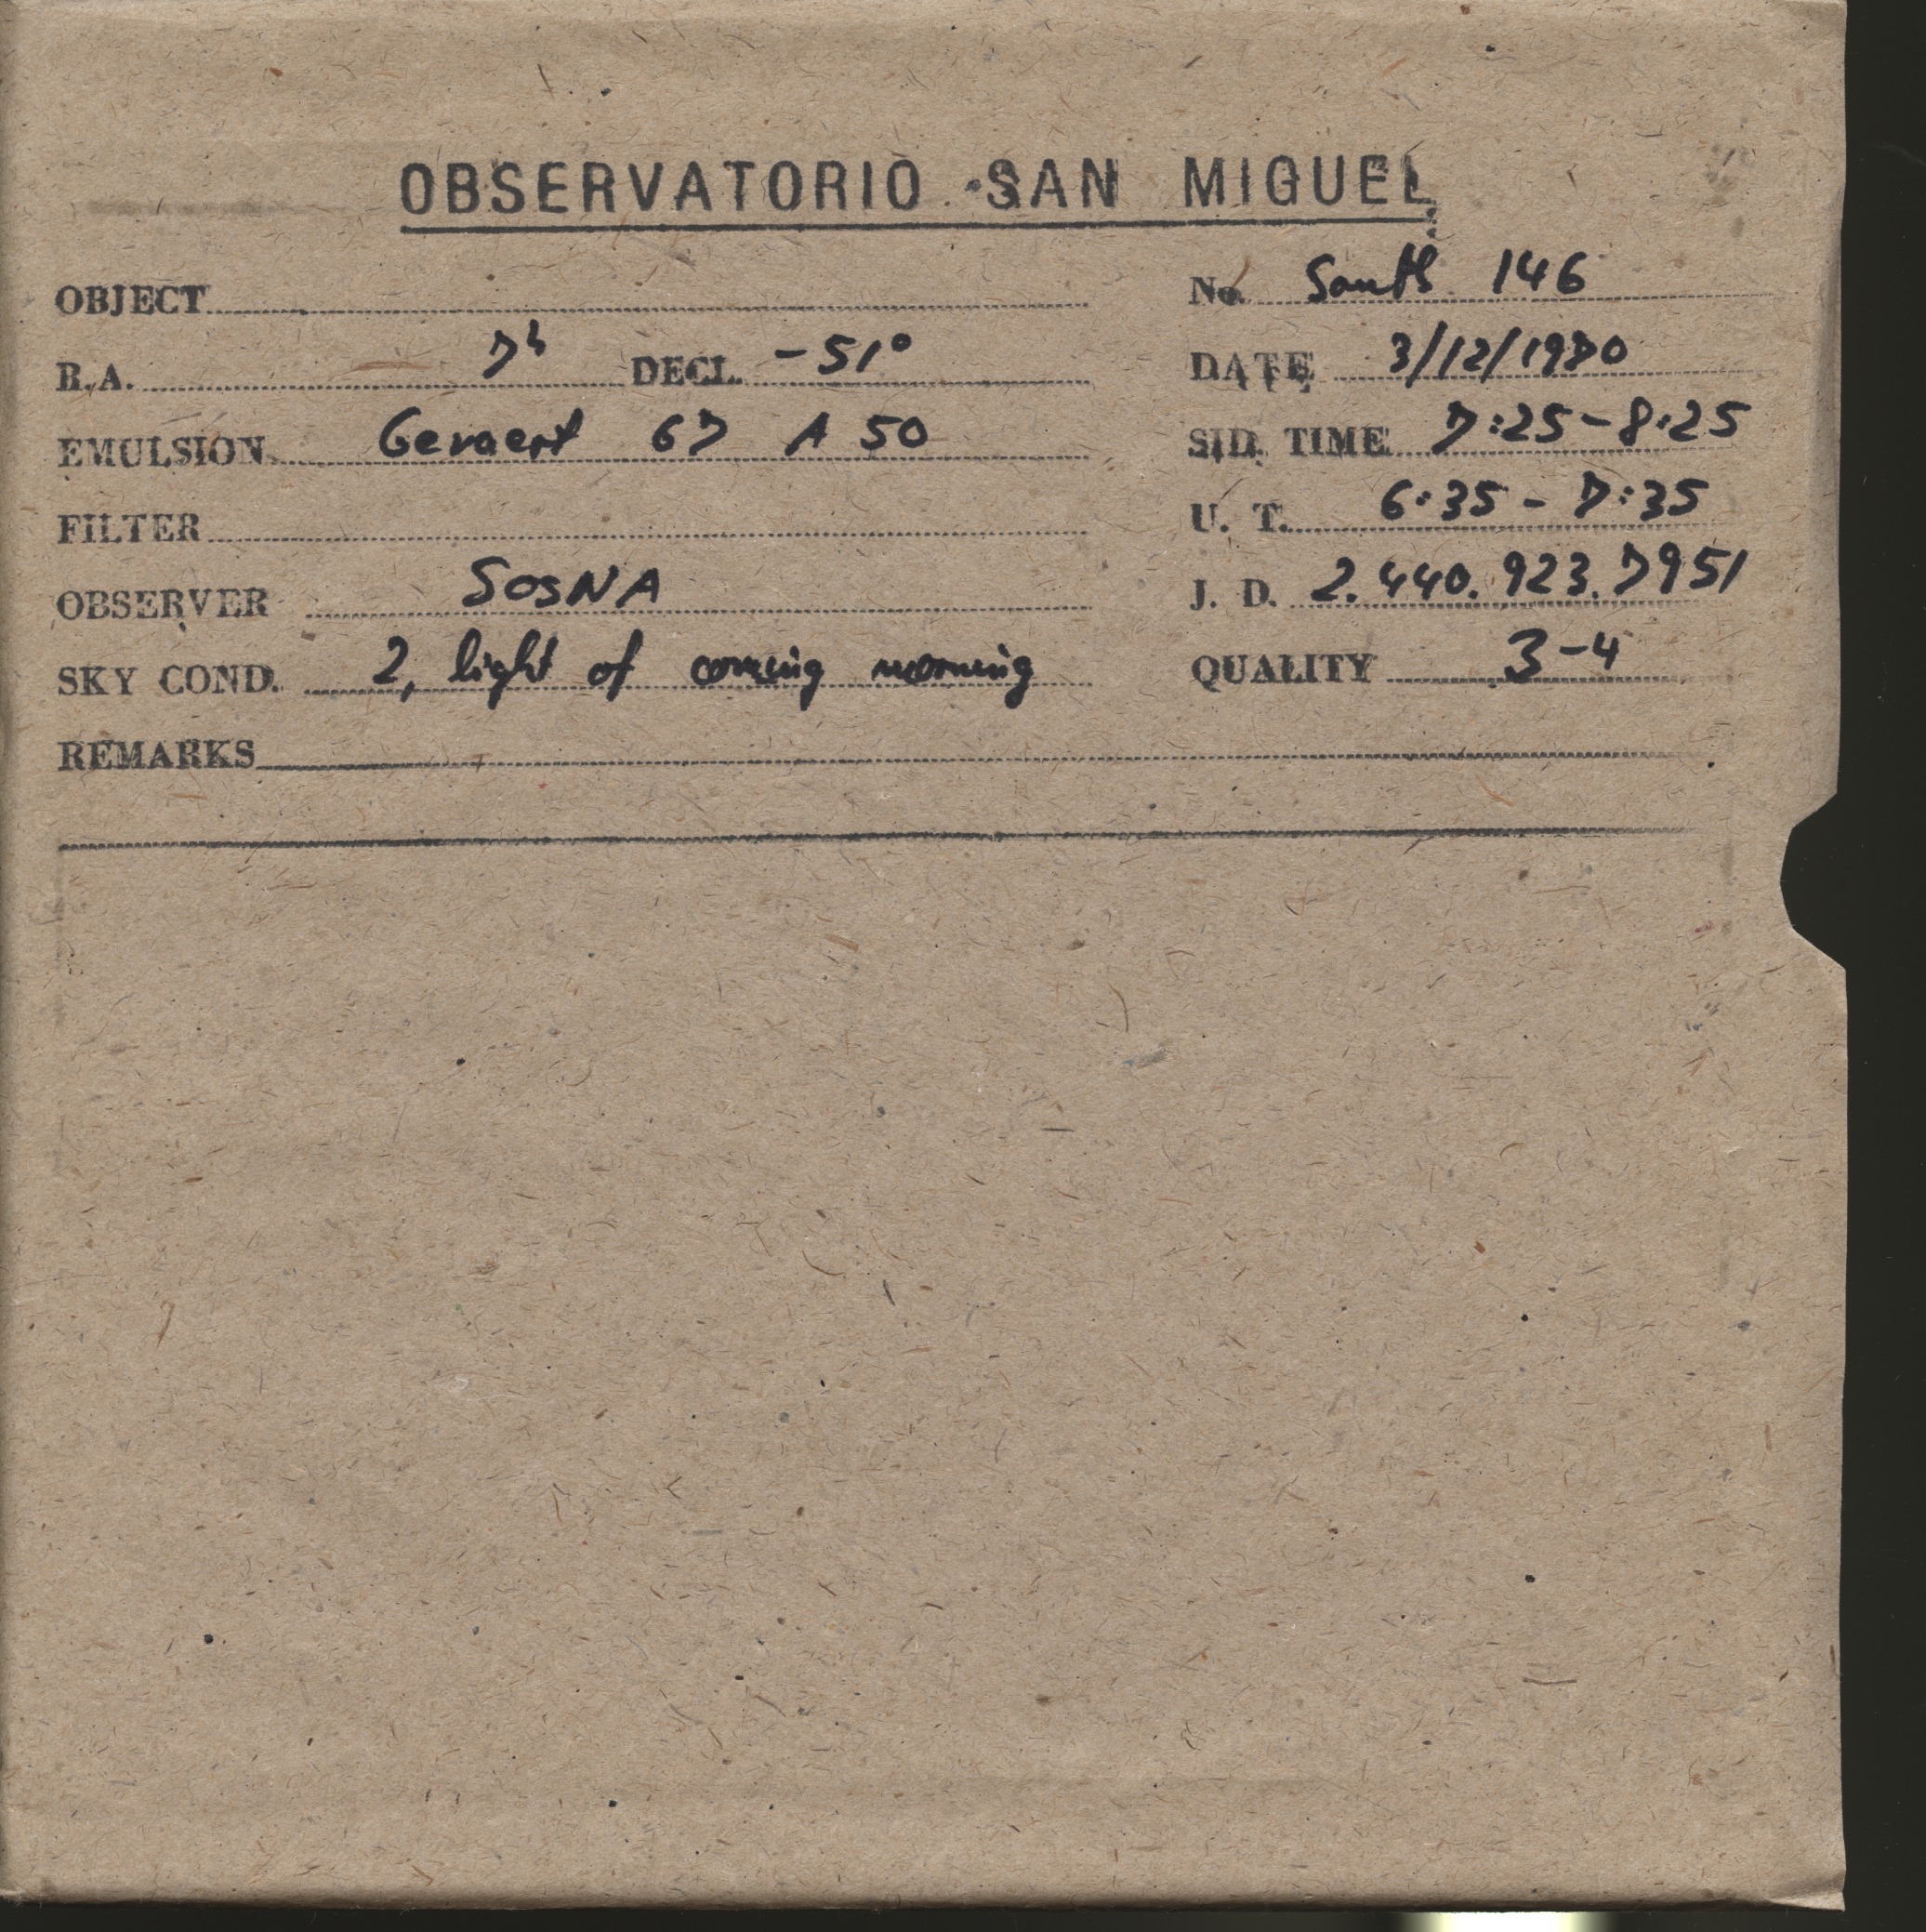 OBSERVATORIO SAN MIGUEL
OBJECT
No. South 146
R.A. 7h DECL. -51°
DATE 3/12/1970
EMULSION Gevaert 67 A 50
SID. TIME 7:25-8:25
FILTER
U. T. 6:35 - 7:35
OBSERVER SOSNA
J. D. 2.440.923.7951
SKY COND. 2, light of coming morning
QUALITY 3-4
REMARKS